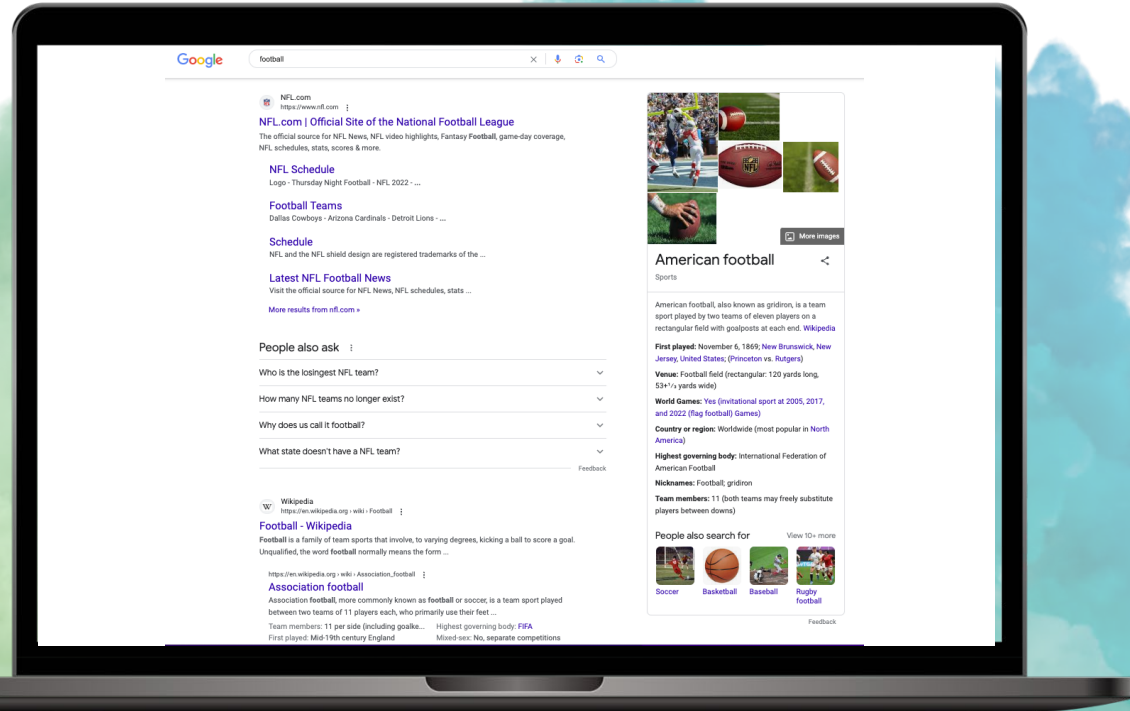 Google
football
NFL.com
https://www.nfl.com
NFL.com | Official Site of the National Football League
The official source for NFL News, NFL video highlights, Fantasy Football, game-day coverage,
NFL schedules, stats, scores & more.
NFL Schedule
Logo - Thursday Night Football - NFL 2022 - ...
Football Teams
Dallas Cowboys - Arizona Cardinals - Detroit Lions - ...
Schedule
NFL and the NFL shield design are registered trademarks of the ...
Latest NFL Football News
Visit the official source for NFL News, NFL schedules, stats ...
More results from nfl.com »
People also ask
Who is the losingest NFL team?
How many NFL teams no longer exist?
Why does us call it football?
What state doesn't have a NFL team?
Feedback
W
Wikipedia
https://en.wikipedia.org › wiki › Football
Football - Wikipedia
Football is a family of team sports that involve, to varying degrees, kicking a ball to score a goal.
Unqualified, the word football normally means the form ...
https://en.wikipedia.org › wiki › Association_football
Association football
Association football, more commonly known as football or soccer, is a team sport played
between two teams of 11 players each, who primarily use their feet ...
Team members: 11 per side (including goalke... Highest governing body: FIFA
First played: Mid-19th century England Mixed-sex: No, separate competitions
NFL
More images
American football
Sports
American football, also known as gridiron, is a team
sport played by two teams of eleven players on a
rectangular field with goalposts at each end. Wikipedia
First played: November 6, 1869; New Brunswick, New
Jersey, United States; (Princeton vs. Rutgers)
Venue: Football field (rectangular: 120 yards long,
53+1⁄3 yards wide)
World Games: Yes (invitational sport at 2005, 2017,
and 2022 (flag football) Games)
Country or region: Worldwide (most popular in North
America)
Highest governing body: International Federation of
American Football
Nicknames: Football; gridiron
Team members: 11 (both teams may freely substitute
players between downs)
People also search for View 10+ more
Soccer
Basketball
Baseball
Rugby
football
Feedback